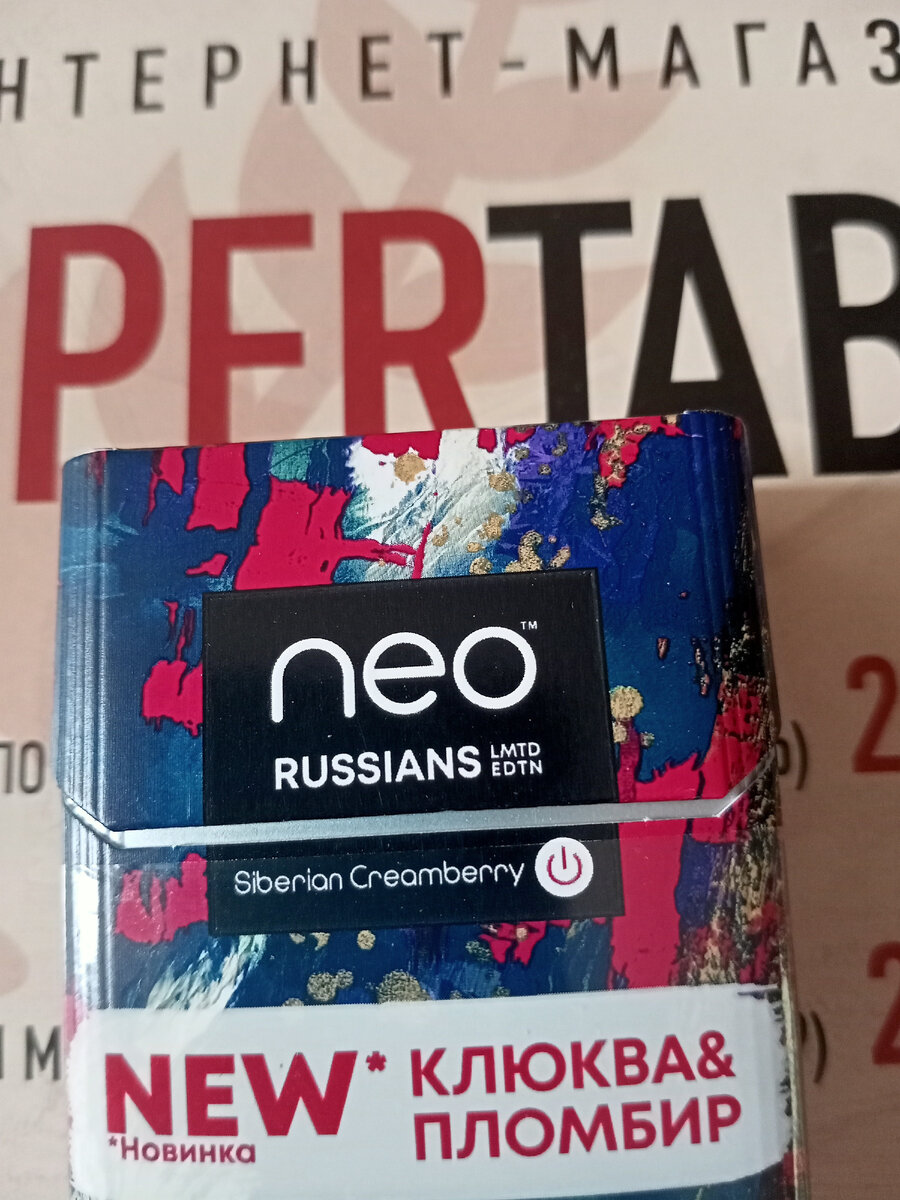 НТЕРНЕТ-МАГАЗ
PERTAB
neo™
RUSSIANS LMTD EDTN
Siberian Creamberry
NEW* КЛЮКВА&
ПЛОМБИР
*Новинка